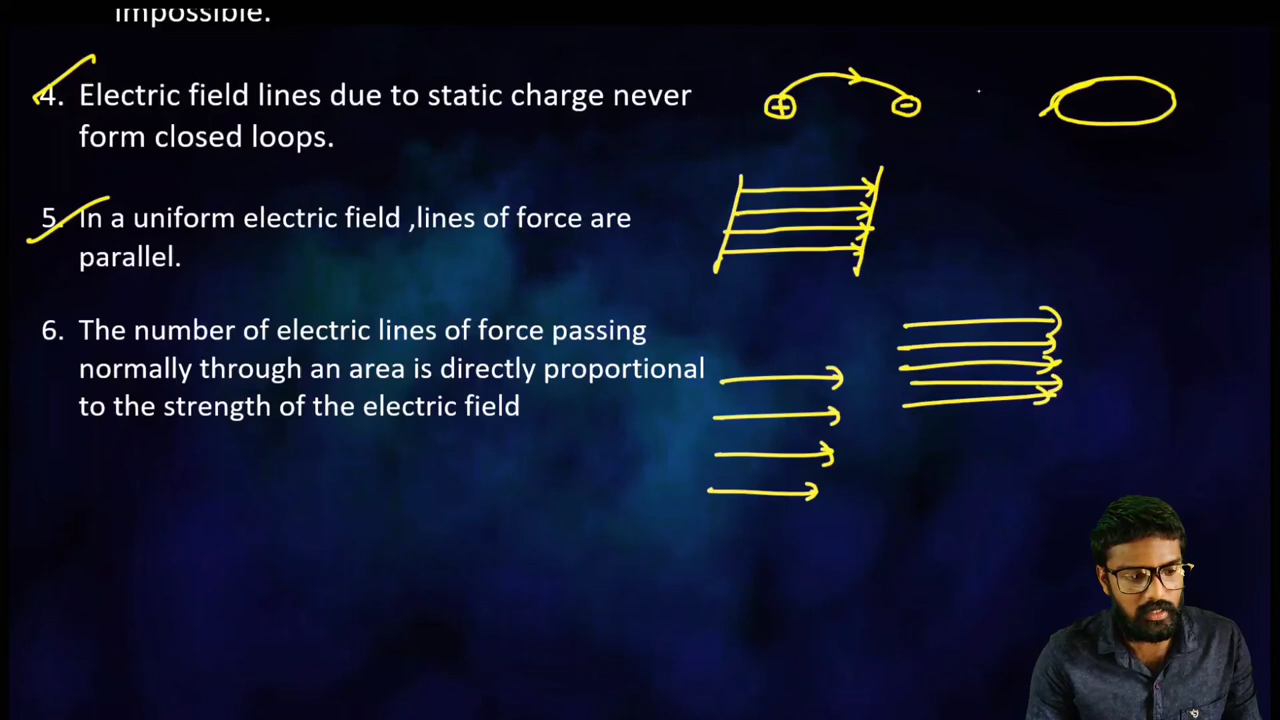 impossible.
4. Electric field lines due to static charge never
form closed loops.
+ -
5. In a uniform electric field ,lines of force are
parallel.
6. The number of electric lines of force passing
normally through an area is directly proportional
to the strength of the electric field